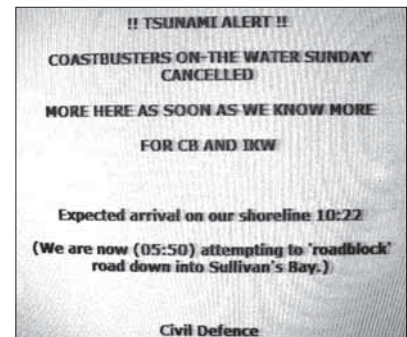 !! TSUNAMI ALERT !!
COASTBUSTERS ON-THE WATER SUNDAY
CANCELLED
MORE HERE AS SOON AS WE KNOW MORE
FOR CB AND IKW
Expected arrival on our shoreline 10:22
(We are now (05:50) attempting to 'roadblock'
road down into Sullivan's Bay.)
Civil Defence